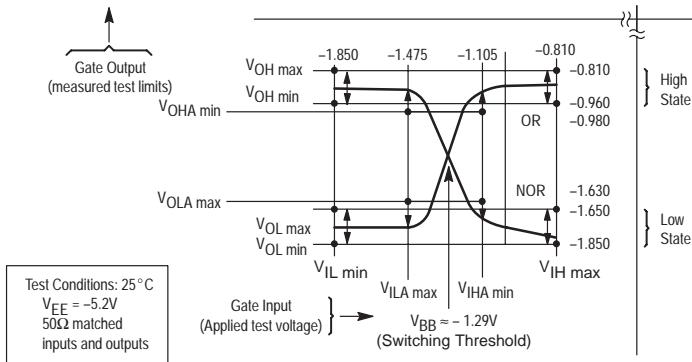 -1.850 -1.475 -1.105 -0.810
Gate Output
(measured test limits)
VOH max
VOH min
VOHA min
-0.810
-0.960
-0.980
High
State
OR
NOR
VOLA max
VOL max
VOL min
-1.630
-1.650
-1.850
Low
State
VIL min
VIH max
VILA max
VIHA min
Gate Input
(Applied test voltage)
VBB ≈ - 1.29V
(Switching Threshold)
Test Conditions: 25°C
VEE = -5.2V
50Ω matched
inputs and outputs